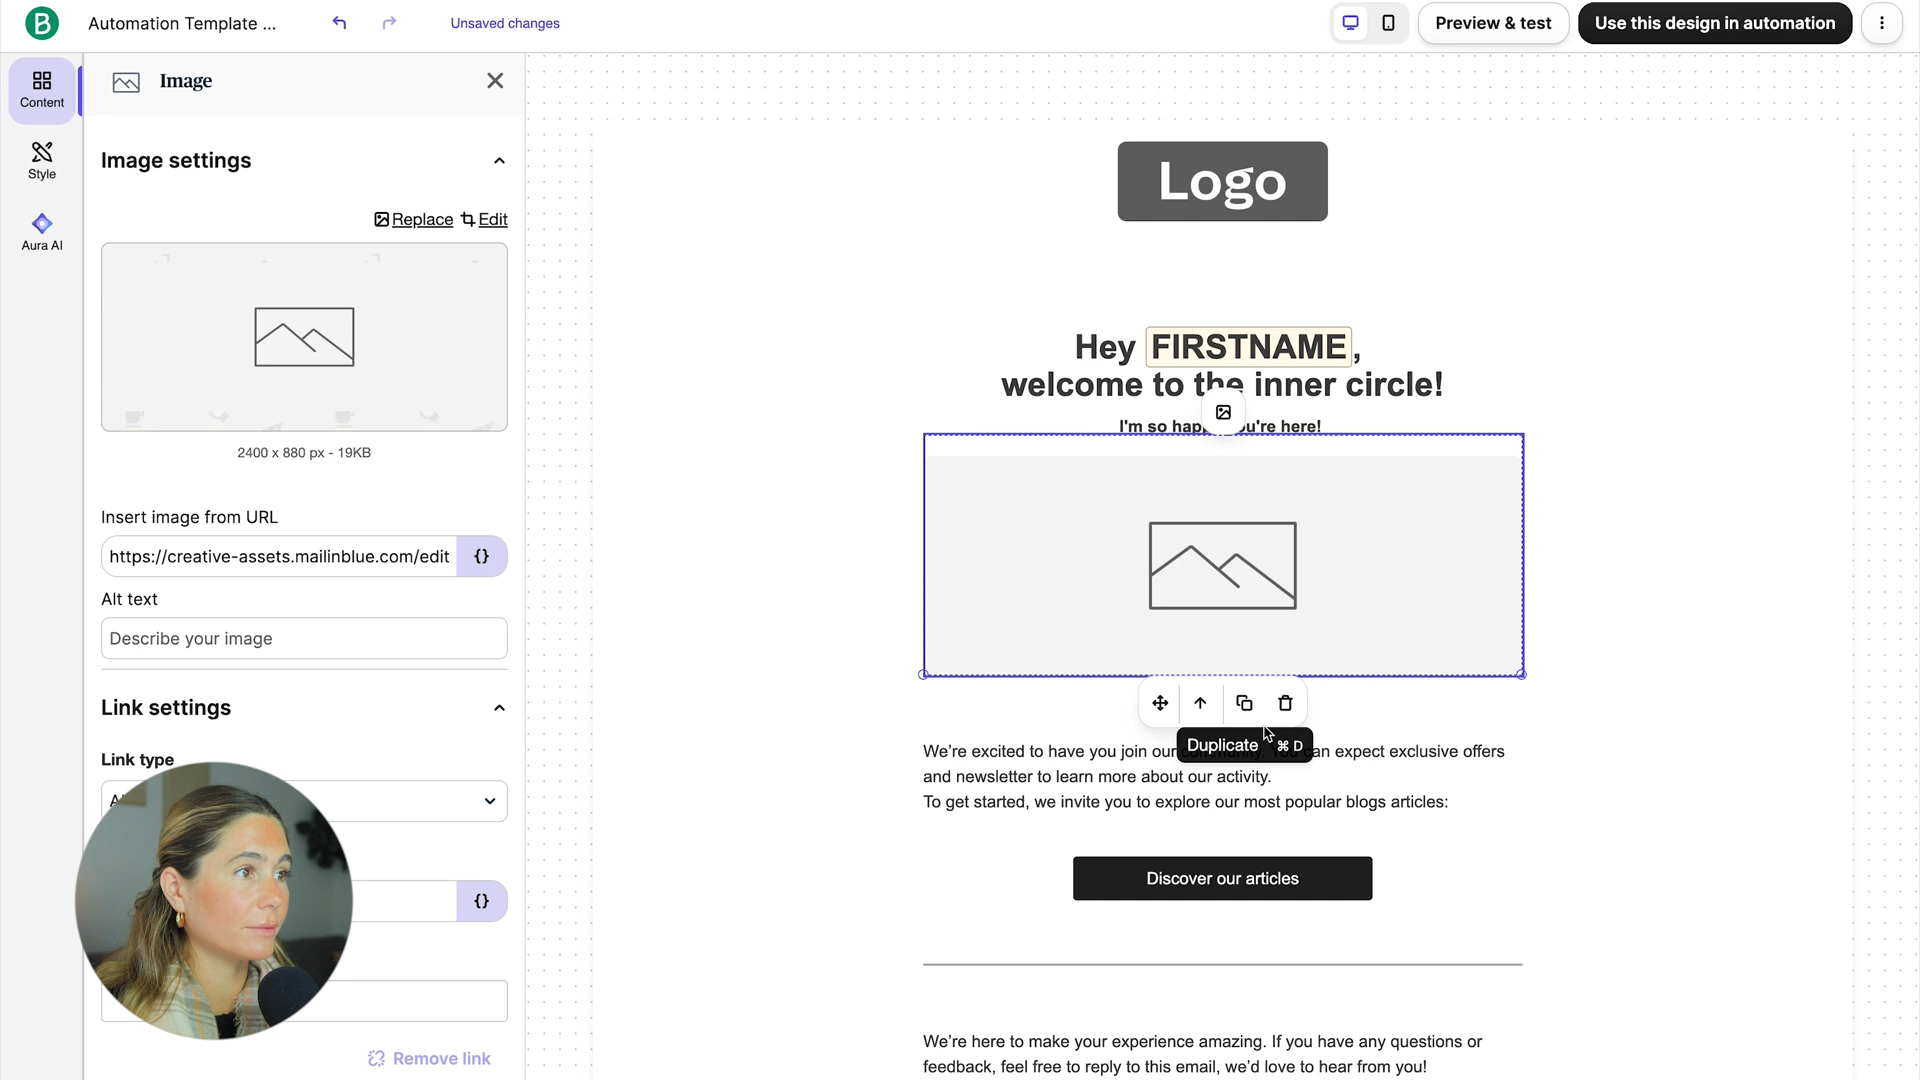 B
Automation Template ...
Unsaved changes
Preview & test
Use this design in automation
Content
Style
Aura AI
Image
Image settings
Replace
Edit
2400 x 880 px - 19KB
Insert image from URL
https://creative-assets.mailinblue.com/edit
{}
Alt text
Describe your image
Link settings
Link type
{}
Remove link
Logo
Hey FIRSTNAME,
welcome to the inner circle!
I'm so hap u're here!
Duplicate ⌘ D
We're excited to have you join our community. You can expect exclusive offers
and newsletter to learn more about our activity.
To get started, we invite you to explore our most popular blogs articles:
Discover our articles
We're here to make your experience amazing. If you have any questions or
feedback, feel free to reply to this email, we'd love to hear from you!